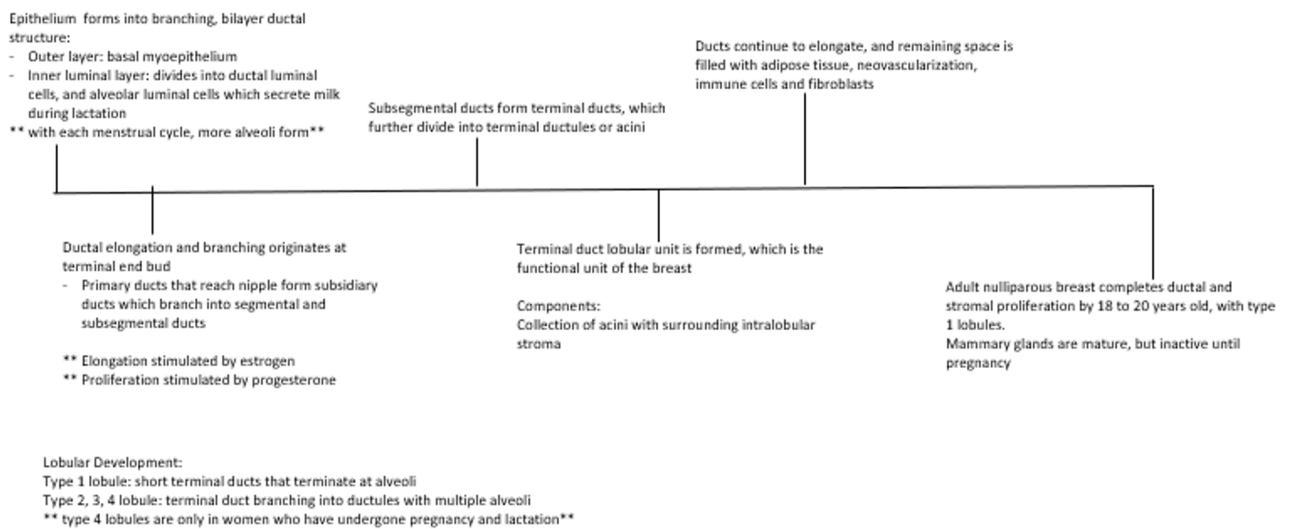 Epithelium  forms into branching, bilayer ductal
structure:
-  Outer layer: basal myoepithelium
-  Inner luminal layer: divides into ductal luminal
cells, and alveolar luminal cells which secrete milk
during lactation
** with each menstrual cycle, more alveoli form**
Subsegmental ducts form terminal ducts, which
further divide into terminal ductules or acini
Ducts continue to elongate, and remaining space is
filled with adipose tissue, neovascularization,
immune cells and fibroblasts
Ductal elongation and branching originates at
terminal end bud
-  Primary ducts that reach nipple form subsidiary
ducts which branch into segmental and
subsegmental ducts
** Elongation stimulated by estrogen
** Proliferation stimulated by progesterone
Terminal duct lobular unit is formed, which is the
functional unit of the breast
Components:
Collection of acini with surrounding intralobular
stroma
Adult nulliparous breast completes ductal and
stromal proliferation by 18 to 20 years old, with type
1 lobules.
Mammary glands are mature, but inactive until
pregnancy
Lobular Development:
Type 1 lobule: short terminal ducts that terminate at alveoli
Type 2, 3, 4 lobule: terminal duct branching into ductules with multiple alveoli
** type 4 lobules are only in women who have undergone pregnancy and lactation**